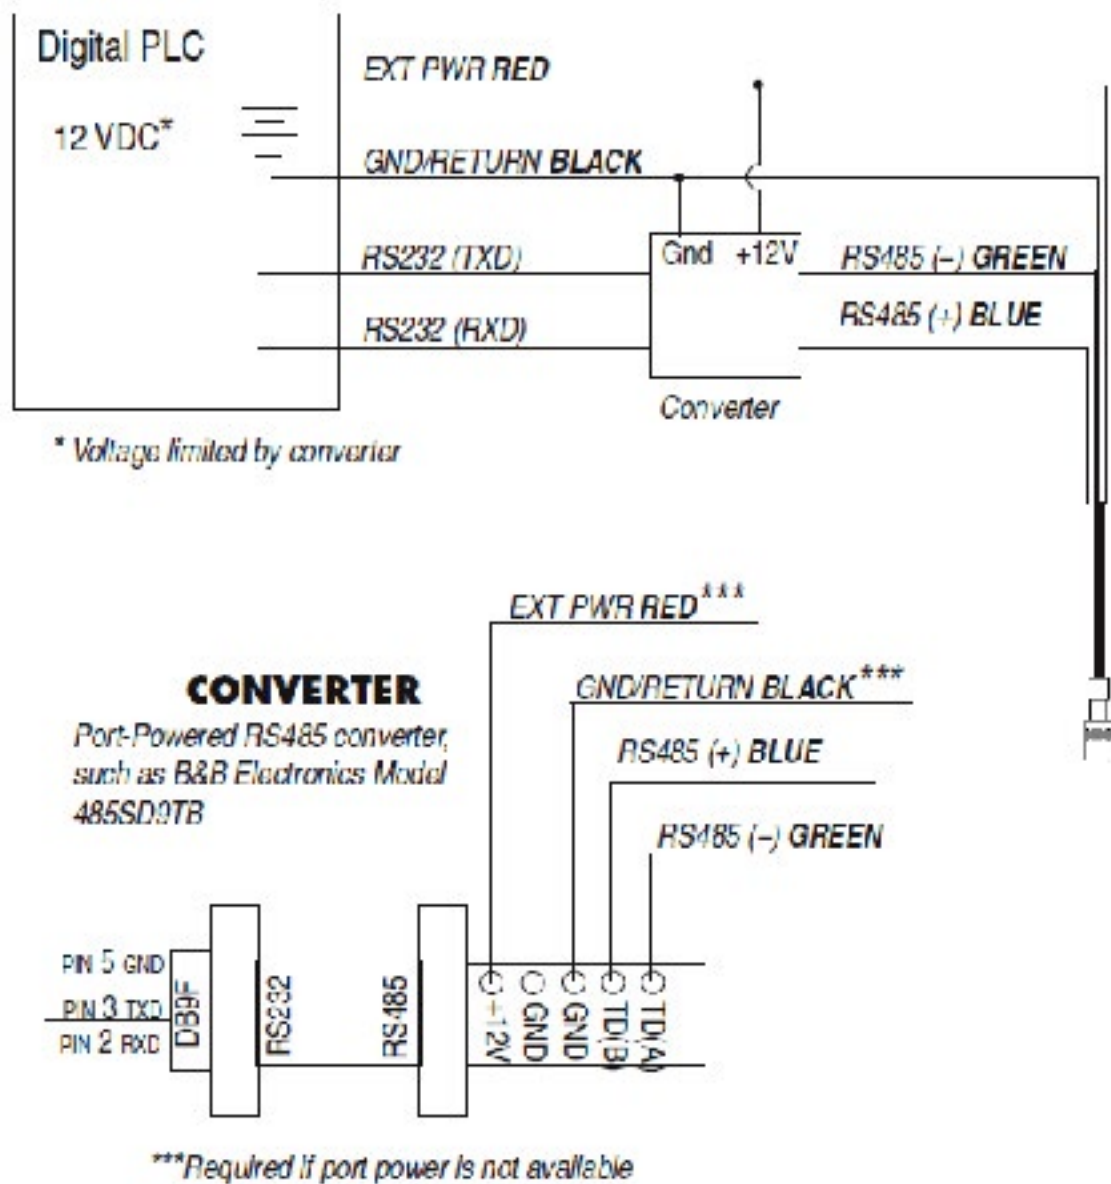 Digital PLC
12 VDC*
EXT PWR RED
GND/RETURN BLACK
RS232 (TXD)
RS232 (RXD)
Gnd +12V
RS485 (–) GREEN
RS485 (+) BLUE
Converter
* Voltage limited by converter
EXT PWR RED***
GND/RETURN BLACK***
RS485 (+) BLUE
RS485 (–) GREEN
CONVERTER
Port-Powered RS485 converter,
such as B&B Electronics Model
485SD9TB
PIN 5 GND
PIN 3 TXD
PIN 2 RXD
DB9F
RS232
RS485
+12V
GND
GND
TD(B)
TD(A)
***Required if port power is not available